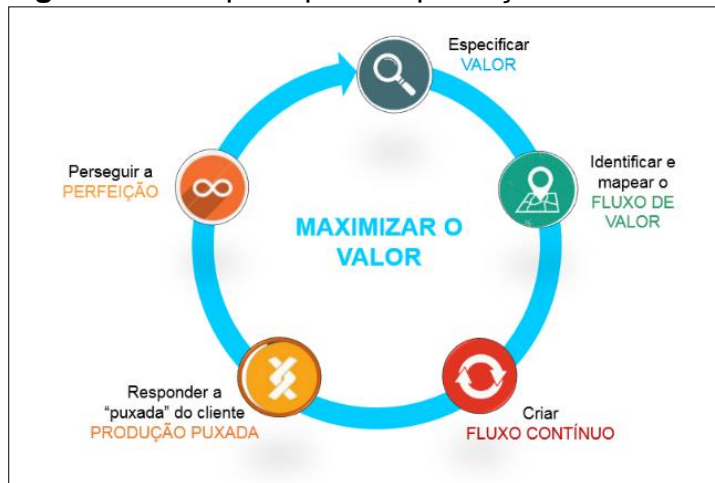 Especificar
VALOR
Identificar e
mapear o
FLUXO DE
VALOR
Criar
FLUXO CONTÍNUO
Responder a
"puxada" do cliente
PRODUÇÃO PUXADA
Perseguir a
PERFEIÇÃO
MAXIMIZAR O
VALOR